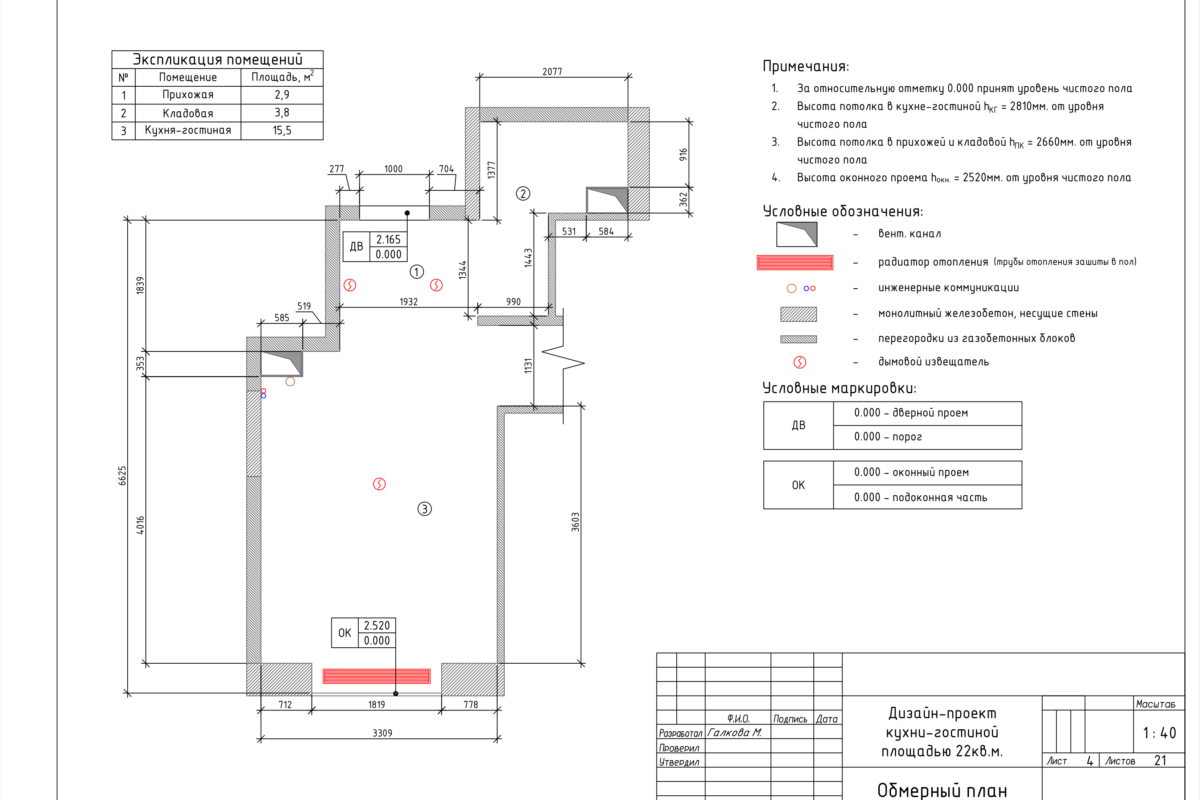 Экспликация помещений
№ Помещение Площадь, м²
1 Прихожая 2,9
2 Кладовая 3,8
3 Кухня-гостиная 15,5
2077
916
362
1377
277 1000 704
2
531 584
ДВ 2.165
0.000
1
1344
1443
1839
519
585
1932 990
353
1131
6625
4016
3
3603
ОК 2.520
0.000
712 1819 778
3309
Примечания:
1. За относительную отметку 0.000 принят уровень чистого пола
2. Высота потолка в кухне-гостиной hКГ = 2810мм. от уровня
чистого пола
3. Высота потолка в прихожей и кладовой hПК = 2660мм. от уровня
чистого пола
4. Высота оконного проема hокн. = 2520мм. от уровня чистого пола
Условные обозначения:
- вент. канал
- радиатор отопления (трубы отопления зашиты в пол)
- инженерные коммуникации
- монолитный железобетон, несущие стены
- перегородки из газобетонных блоков
- дымовой извещатель
Условные маркировки:
ДВ 0.000 - дверной проем
0.000 - порог
ОК 0.000 - оконный проем
0.000 - подоконная часть
Ф.И.О. Подпись Дата
Разработал Галкова М.
Проверил
Утвердил
Дизайн-проект
кухни-гостиной
площадью 22кв.м.
Масштаб
1 : 40
Лист 4 Листов 21
Обмерный план